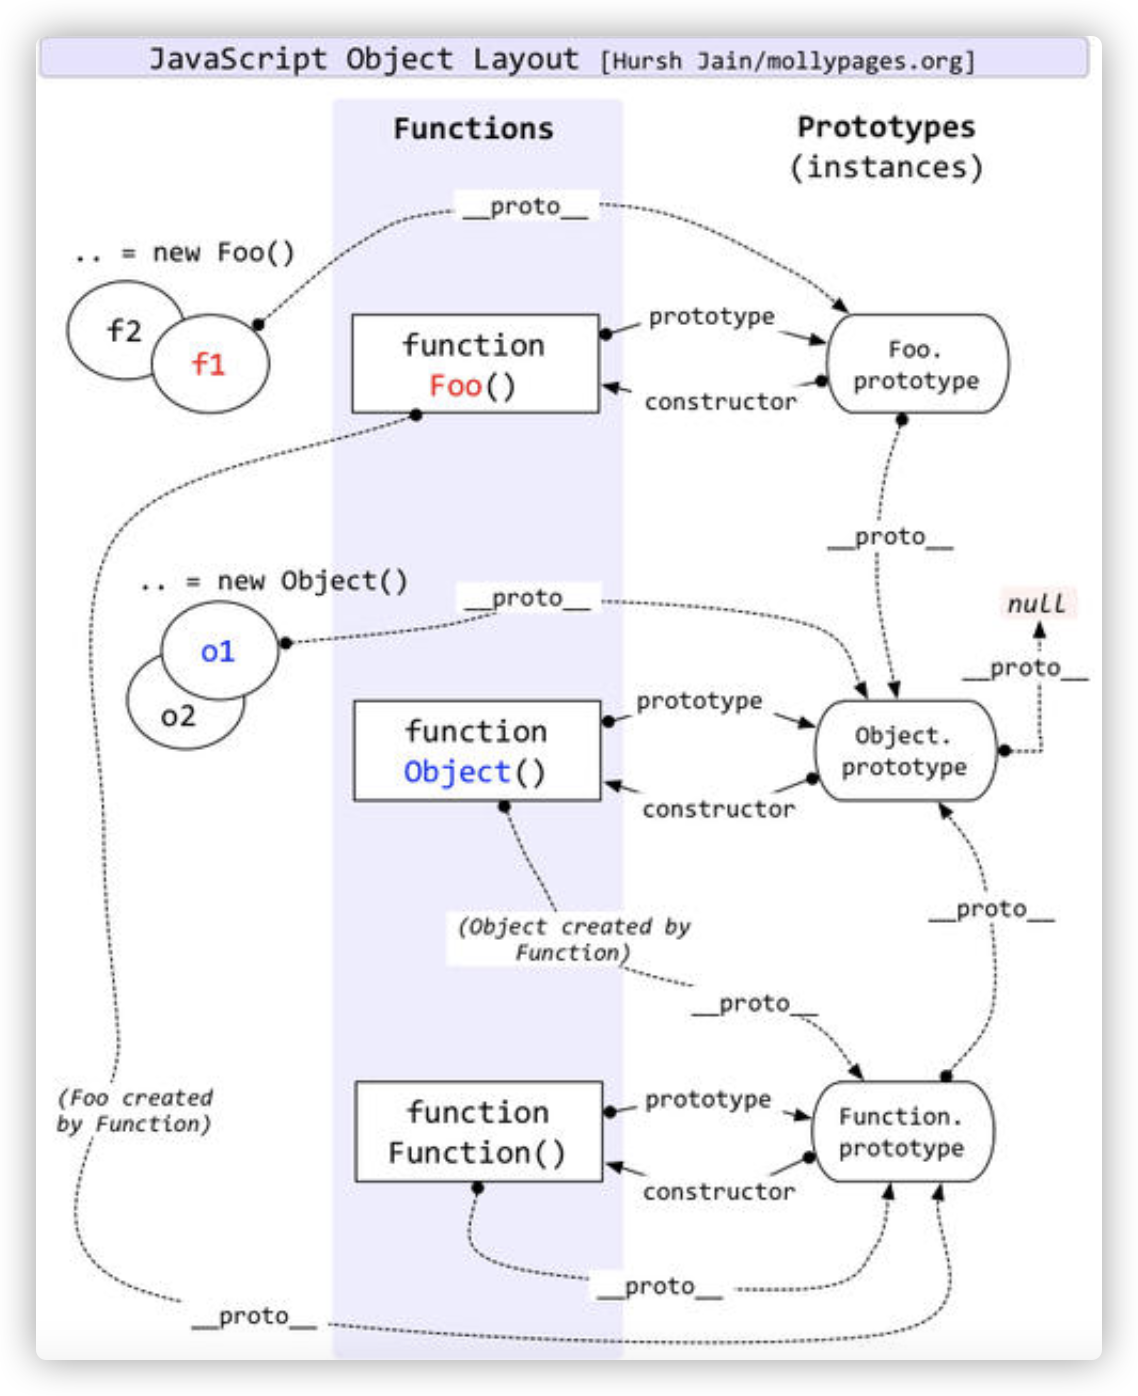 JavaScript Object Layout [Hursh Jain/mollypages.org]
Functions
Prototypes
(instances)
__proto__
.. = new Foo()
f2
f1
function
Foo()
prototype
constructor
Foo.
prototype
__proto__
.. = new Object()
__proto__
null
__proto__
o1
o2
function
Object()
prototype
constructor
Object.
prototype
__proto__
(Object created by
Function)
__proto__
(Foo created
by Function)
function
Function()
prototype
constructor
Function.
prototype
__proto__
__proto__